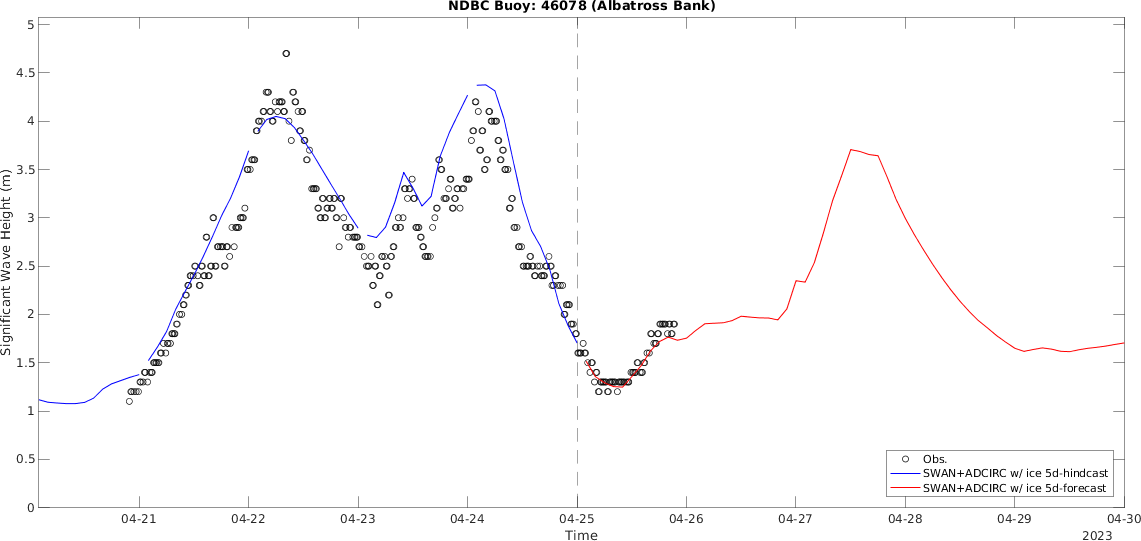 NDBC Buoy: 46078 (Albatross Bank)
Significant Wave Height (m)
5
4.5
4
3.5
3
2.5
2
1.5
1
0.5
0
Obs.
SWAN+ADCIRC w/ ice 5d-hindcast
SWAN+ADCIRC w/ ice 5d-forecast
04-21 04-22 04-23 04-24 04-25 04-26 04-27 04-28 04-29 04-30
Time
2023